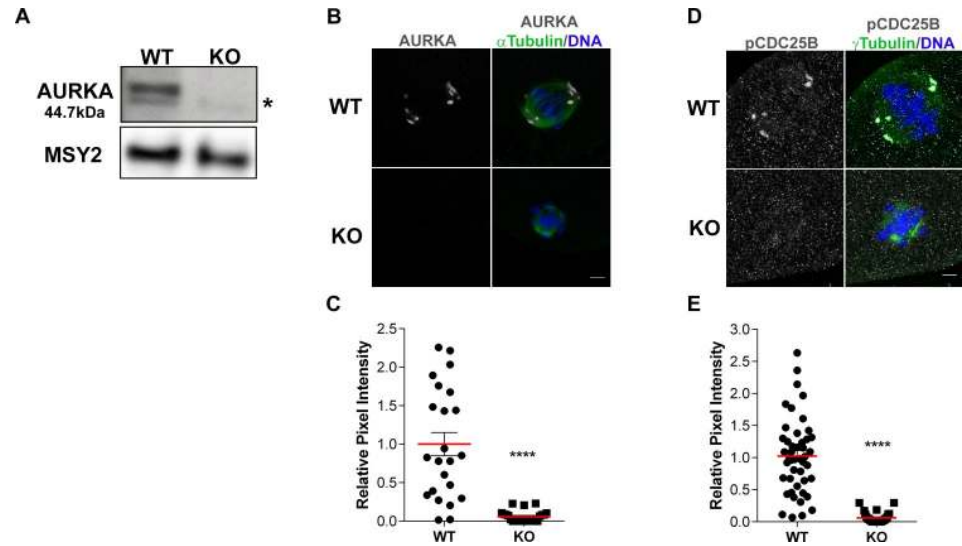 A
WT KO
AURKA
44.7kDa
*
MSY2
B
AURKA
AURKA
αTubulin/DNA
WT
KO
C
Relative Pixel Intensity
2.5
2.0
1.5
1.0
0.5
0.0
****
WT KO
D
pCDC25B
pCDC25B
γTubulin/DNA
WT
KO
E
Relative Pixel Intensity
3.0
2.5
2.0
1.5
1.0
0.5
0.0
****
WT KO